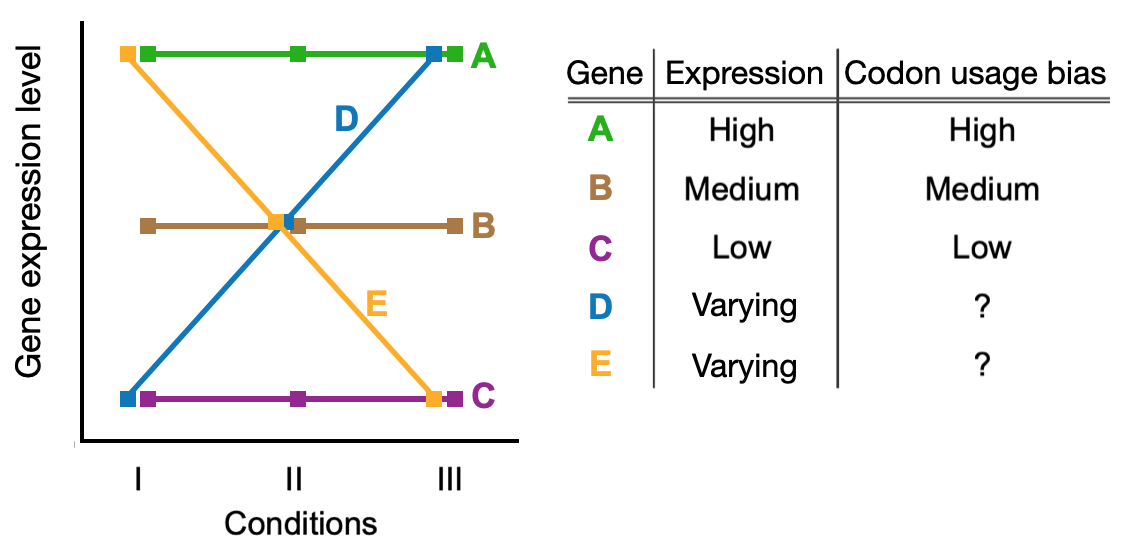 Gene expression level
A
D
B
E
C
I II III
Conditions
Gene Expression Codon usage bias
A High High
B Medium Medium
C Low Low
D Varying ?
E Varying ?